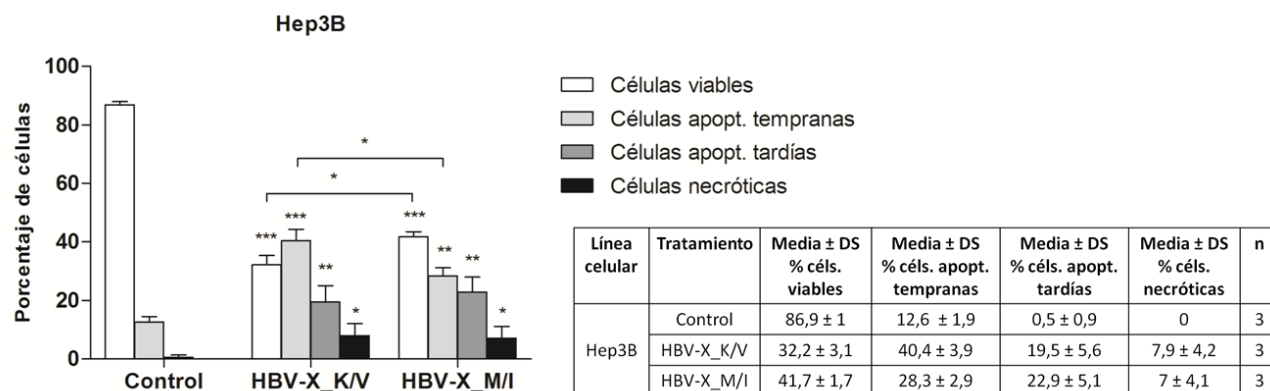 Hep3B
Porcentaje de células
100
80
60
40
20
0
*
*
*** *** ** *
*** ** ** *
Control HBV-X_K/V HBV-X_M/I
Células viables
Células apopt. tempranas
Células apopt. tardías
Células necróticas
Línea celular Tratamiento Media ± DS % céls. viables Media ± DS % céls. apopt. tempranas Media ± DS % céls. apopt. tardías Media ± DS % céls. necróticas n
Hep3B
Control 86,9 ± 1 12,6 ± 1,9 0,5 ± 0,9 0 3
HBV-X_K/V 32,2 ± 3,1 40,4 ± 3,9 19,5 ± 5,6 7,9 ± 4,2 3
HBV-X_M/I 41,7 ± 1,7 28,3 ± 2,9 22,9 ± 5,1 7 ± 4,1 3